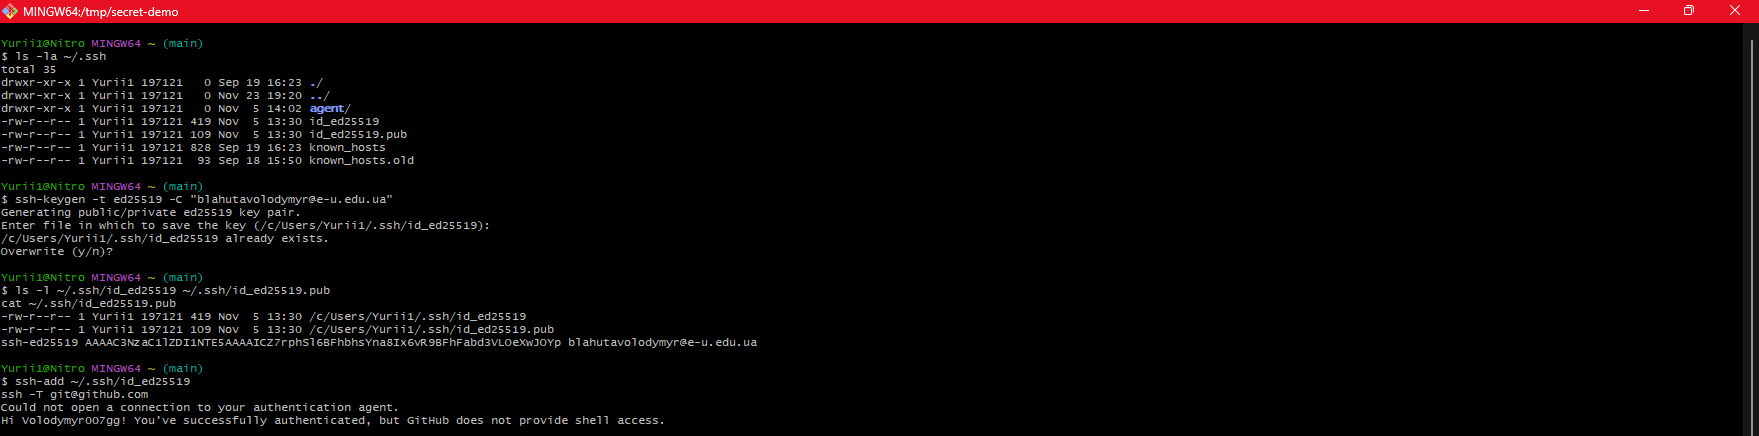 MINGW64:/tmp/secret-demo
Yurii1@Nitro MINGW64 ~ (main)
$ ls -la ~/.ssh
total 35
drwxr-xr-x 1 Yurii1 197121   0 Sep 19 16:23 ./
drwxr-xr-x 1 Yurii1 197121   0 Nov 23 19:20 ../
drwxr-xr-x 1 Yurii1 197121   0 Nov  5 14:02 agent/
-rw-r--r-- 1 Yurii1 197121 419 Nov  5 13:30 id_ed25519
-rw-r--r-- 1 Yurii1 197121 109 Nov  5 13:30 id_ed25519.pub
-rw-r--r-- 1 Yurii1 197121 828 Sep 19 16:23 known_hosts
-rw-r--r-- 1 Yurii1 197121  93 Sep 18 15:50 known_hosts.old
Yurii1@Nitro MINGW64 ~ (main)
$ ssh-keygen -t ed25519 -C "blahutavolodymyr@e-u.edu.ua"
Generating public/private ed25519 key pair.
Enter file in which to save the key (/c/Users/Yurii1/.ssh/id_ed25519):
/c/Users/Yurii1/.ssh/id_ed25519 already exists.
Overwrite (y/n)?
Yurii1@Nitro MINGW64 ~ (main)
$ ls -l ~/.ssh/id_ed25519 ~/.ssh/id_ed25519.pub
cat ~/.ssh/id_ed25519.pub
-rw-r--r-- 1 Yurii1 197121 419 Nov  5 13:30 /c/Users/Yurii1/.ssh/id_ed25519
-rw-r--r-- 1 Yurii1 197121 109 Nov  5 13:30 /c/Users/Yurii1/.ssh/id_ed25519.pub
ssh-ed25519 AAAAC3NzaC1lZDI1NTE5AAAAICZ7rphSl6BFhbhsYna8Ix6vR9BFhFabd3VLOeXwJOYp blahutavolodymyr@e-u.edu.ua
Yurii1@Nitro MINGW64 ~ (main)
$ ssh-add ~/.ssh/id_ed25519
ssh -T git@github.com
Could not open a connection to your authentication agent.
Hi Volodymyr007gg! You've successfully authenticated, but GitHub does not provide shell access.